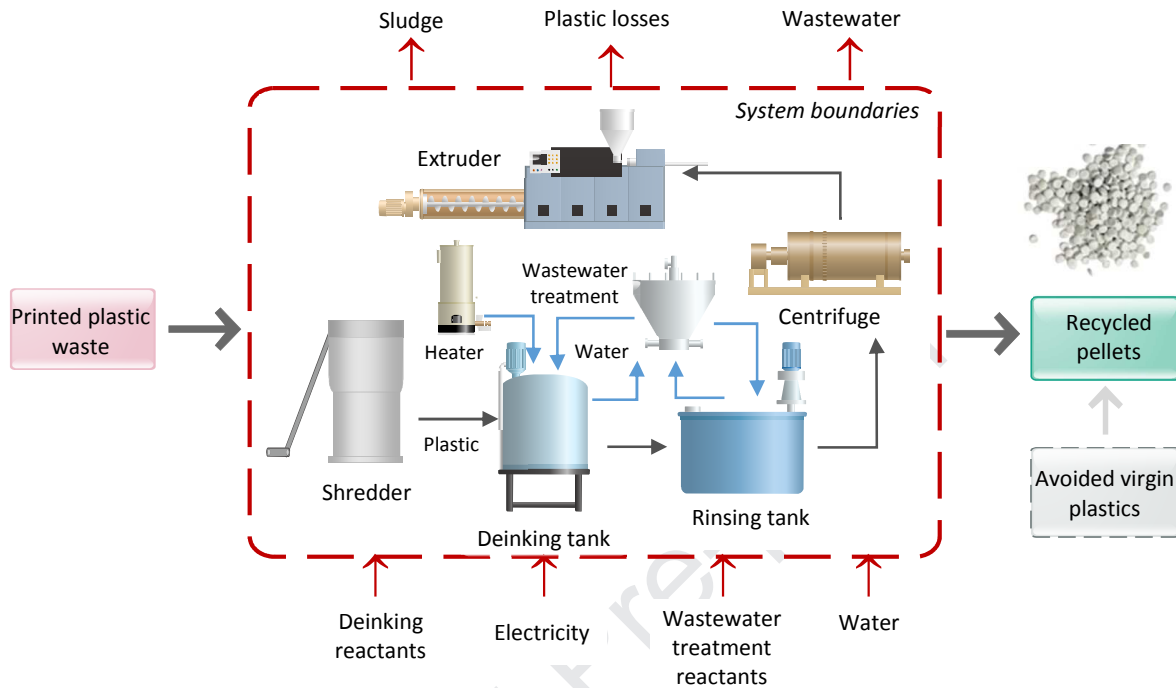 Sludge
Plastic losses
Wastewater
System boundaries
Extruder
Wastewater
treatment
Printed plastic
waste
Heater
Water
Centrifuge
Recycled
pellets
Plastic
Shredder
Deinking tank
Rinsing tank
Avoided virgin
plastics
Deinking
reactants
Electricity
Wastewater
treatment
reactants
Water